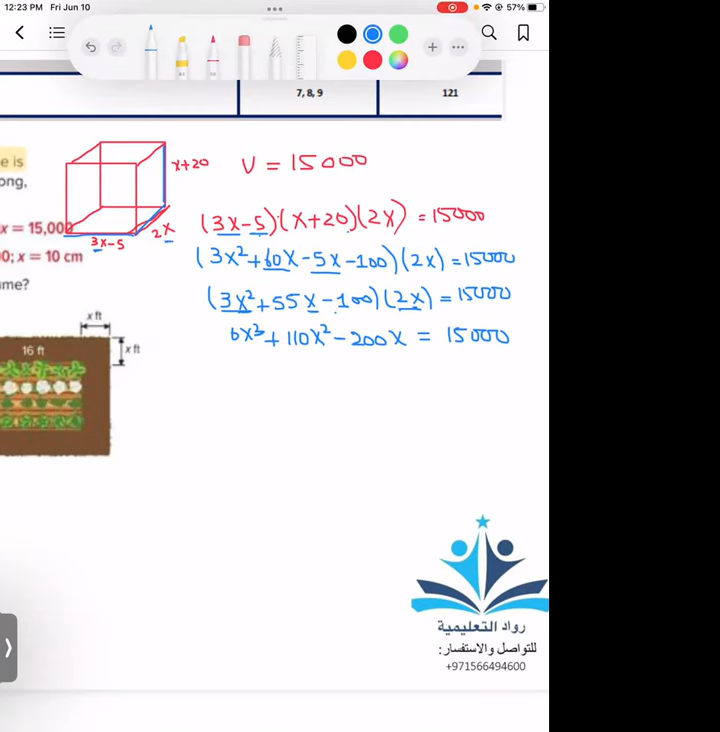 12:23 PM Fri Jun 10
57%
7, 8, 9
121
e is
ong,
x+20
V = 15000
x = 15,000
2x
3x-5
(3x-5)(x+20)(2x) = 15000
0; x = 10 cm
(3x²+60x-5x-100)(2x) = 15000
me?
(3x²+55x-100)(2x) = 15000
x ft
6x³+110x²-200x = 15000
16 ft
x ft
رواد التعليمية
للتواصل والاستفسار:
+971566494600